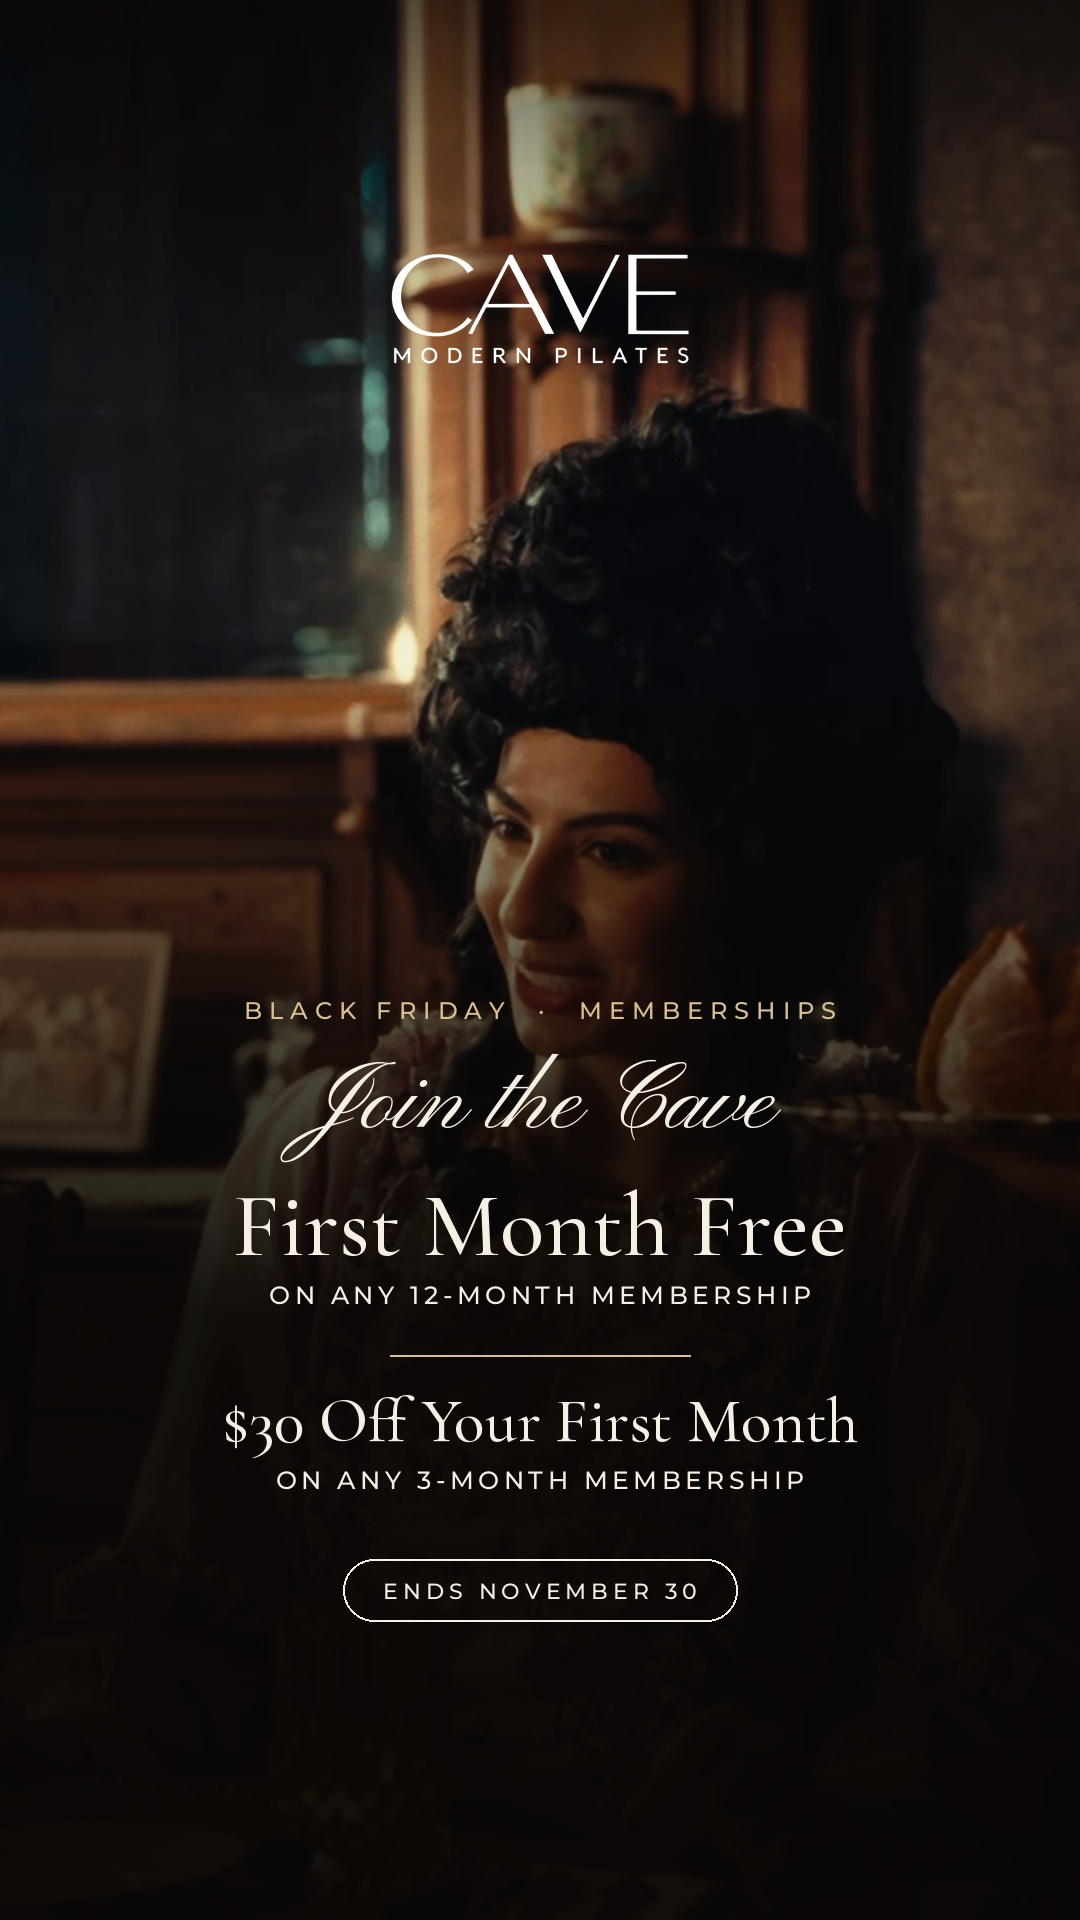 CAVE
MODERN PILATES
BLACK FRIDAY · MEMBERSHIPS
Join the Cave
First Month Free
ON ANY 12-MONTH MEMBERSHIP
$30 Off Your First Month
ON ANY 3-MONTH MEMBERSHIP
ENDS NOVEMBER 30